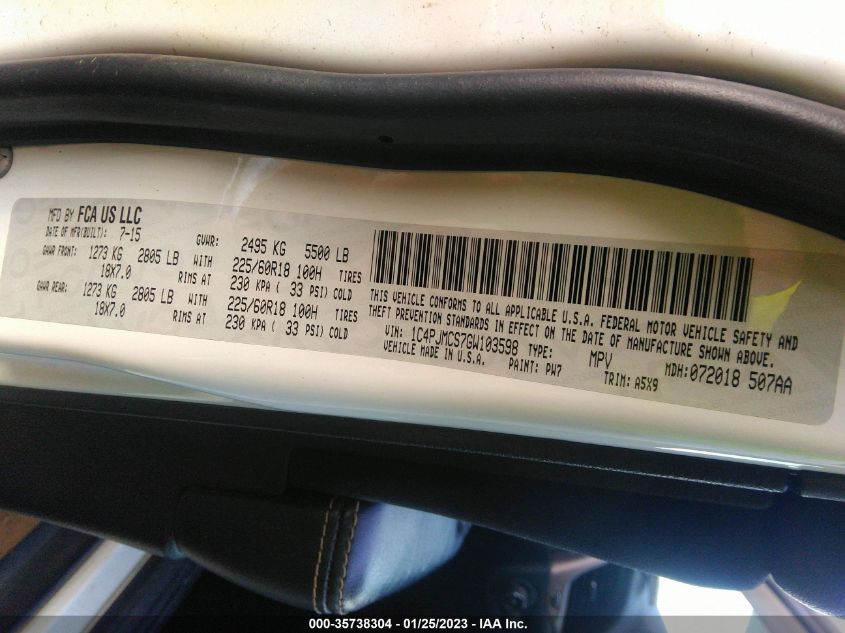 MFD BY FCA US LLC
DATE OF MFR(BUILT): 7-15 GVWR: 2495 KG 5500 LB
GAWR FRONT: 1273 KG 2805 LB WITH 225/60R18 100H TIRES
18X7.0 RIMS AT 230 KPA ( 33 PSI) COLD
GAWR REAR: 1273 KG 2805 LB WITH 225/60R18 100H TIRES
18X7.0 RIMS AT 230 KPA ( 33 PSI) COLD
THIS VEHICLE CONFORMS TO ALL APPLICABLE U.S.A. FEDERAL MOTOR VEHICLE SAFETY AND
THEFT PREVENTION STANDARDS IN EFFECT ON THE DATE OF MANUFACTURE SHOWN ABOVE.
VIN: 1C4PJMCS7GW103598 TYPE: MPV MDH: 072018 507AA
VEHICLE MADE IN U.S.A. PAINT: PW7 TRIM: A5X9
000-35738304 - 01/25/2023 - IAA Inc.